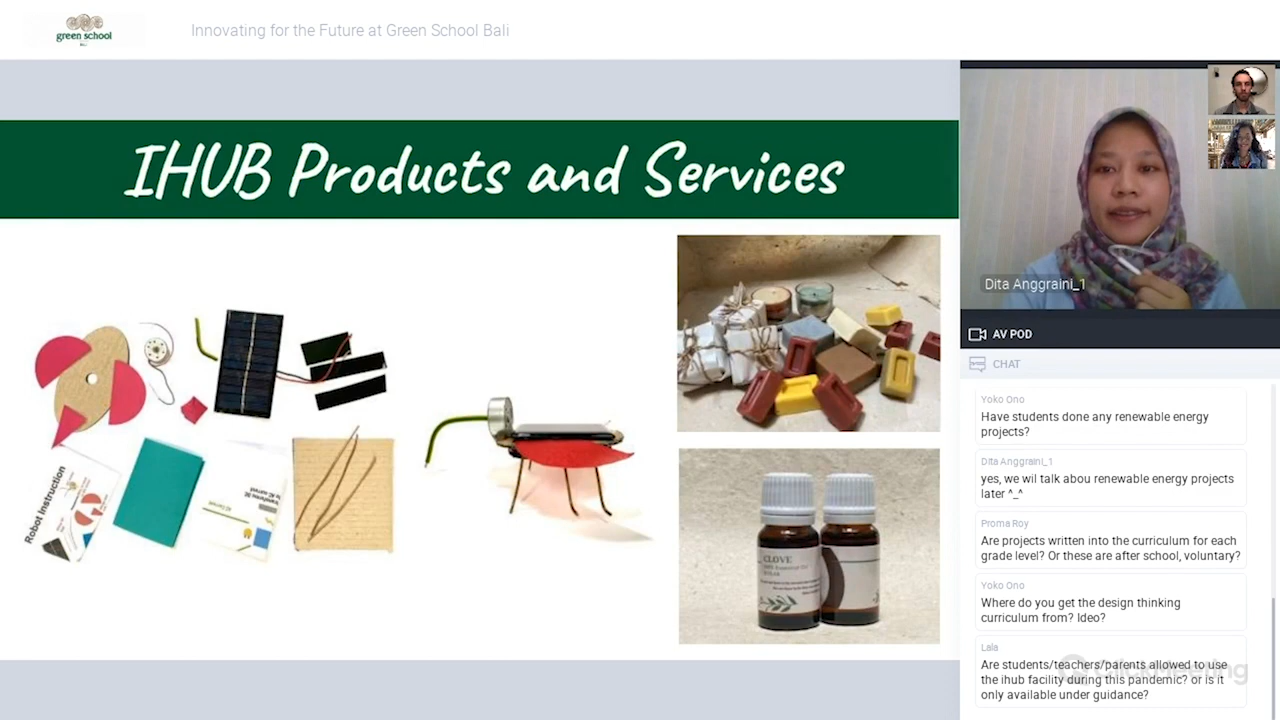 green school
Innovating for the Future at Green School Bali
IHUB Products and Services
Robot Instruction
CLOVE
Dita Anggraini_1
AV POD
CHAT
Yoko Ono
Have students done any renewable energy
projects?
Dita Anggraini_1
yes, we wil talk abou renewable energy projects
later ^_^
Proma Roy
Are projects written into the curriculum for each
grade level? Or these are after school, voluntary?
Yoko Ono
Where do you get the design thinking
curriculum from? Ideo?
Lala
Are students/teachers/parents allowed to use
the ihub facility during this pandemic? or is it
only available under guidance?
ClickMeeting